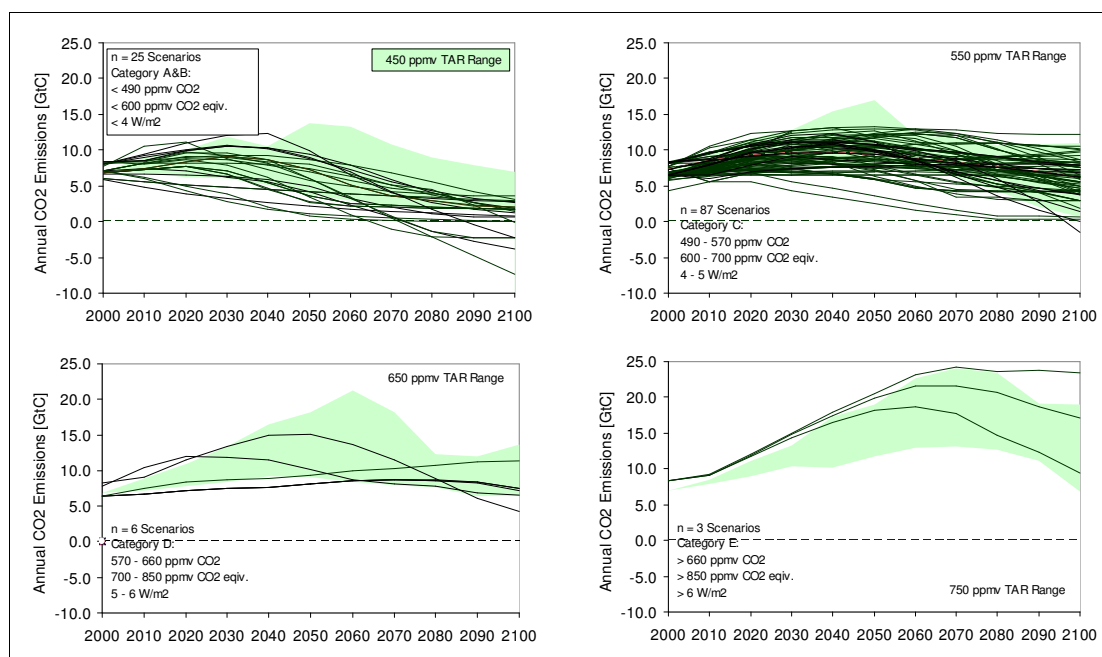 25.0
20.0
15.0
10.0
5.0
0.0
-5.0
-10.0
Annual CO2 Emissions [GtC]
n = 25 Scenarios
Category A&B:
< 490 ppmv CO2
< 600 ppmv CO2 eqiv.
< 4 W/m2
450 ppmv TAR Range
2000 2010 2020 2030 2040 2050 2060 2070 2080 2090 2100
25.0
20.0
15.0
10.0
5.0
0.0
-5.0
-10.0
Annual CO2 Emissions [GtC]
550 ppmv TAR Range
n = 87 Scenarios
Category C:
490 - 570 ppmv CO2
600 - 700 ppmv CO2 eqiv.
4 - 5 W/m2
2000 2010 2020 2030 2040 2050 2060 2070 2080 2090 2100
25.0
20.0
15.0
10.0
5.0
0.0
-5.0
-10.0
Annual CO2 Emissions [GtC]
650 ppmv TAR Range
n = 6 Scenarios
Category D:
570 - 660 ppmv CO2
700 - 850 ppmv CO2 eqiv.
5 - 6 W/m2
2000 2010 2020 2030 2040 2050 2060 2070 2080 2090 2100
25.0
20.0
15.0
10.0
5.0
0.0
-5.0
-10.0
Annual CO2 Emissions [GtC]
n = 3 Scenarios
Category E:
> 660 ppmv CO2
> 850 ppmv CO2 eqiv.
> 6 W/m2
750 ppmv TAR Range
2000 2010 2020 2030 2040 2050 2060 2070 2080 2090 2100